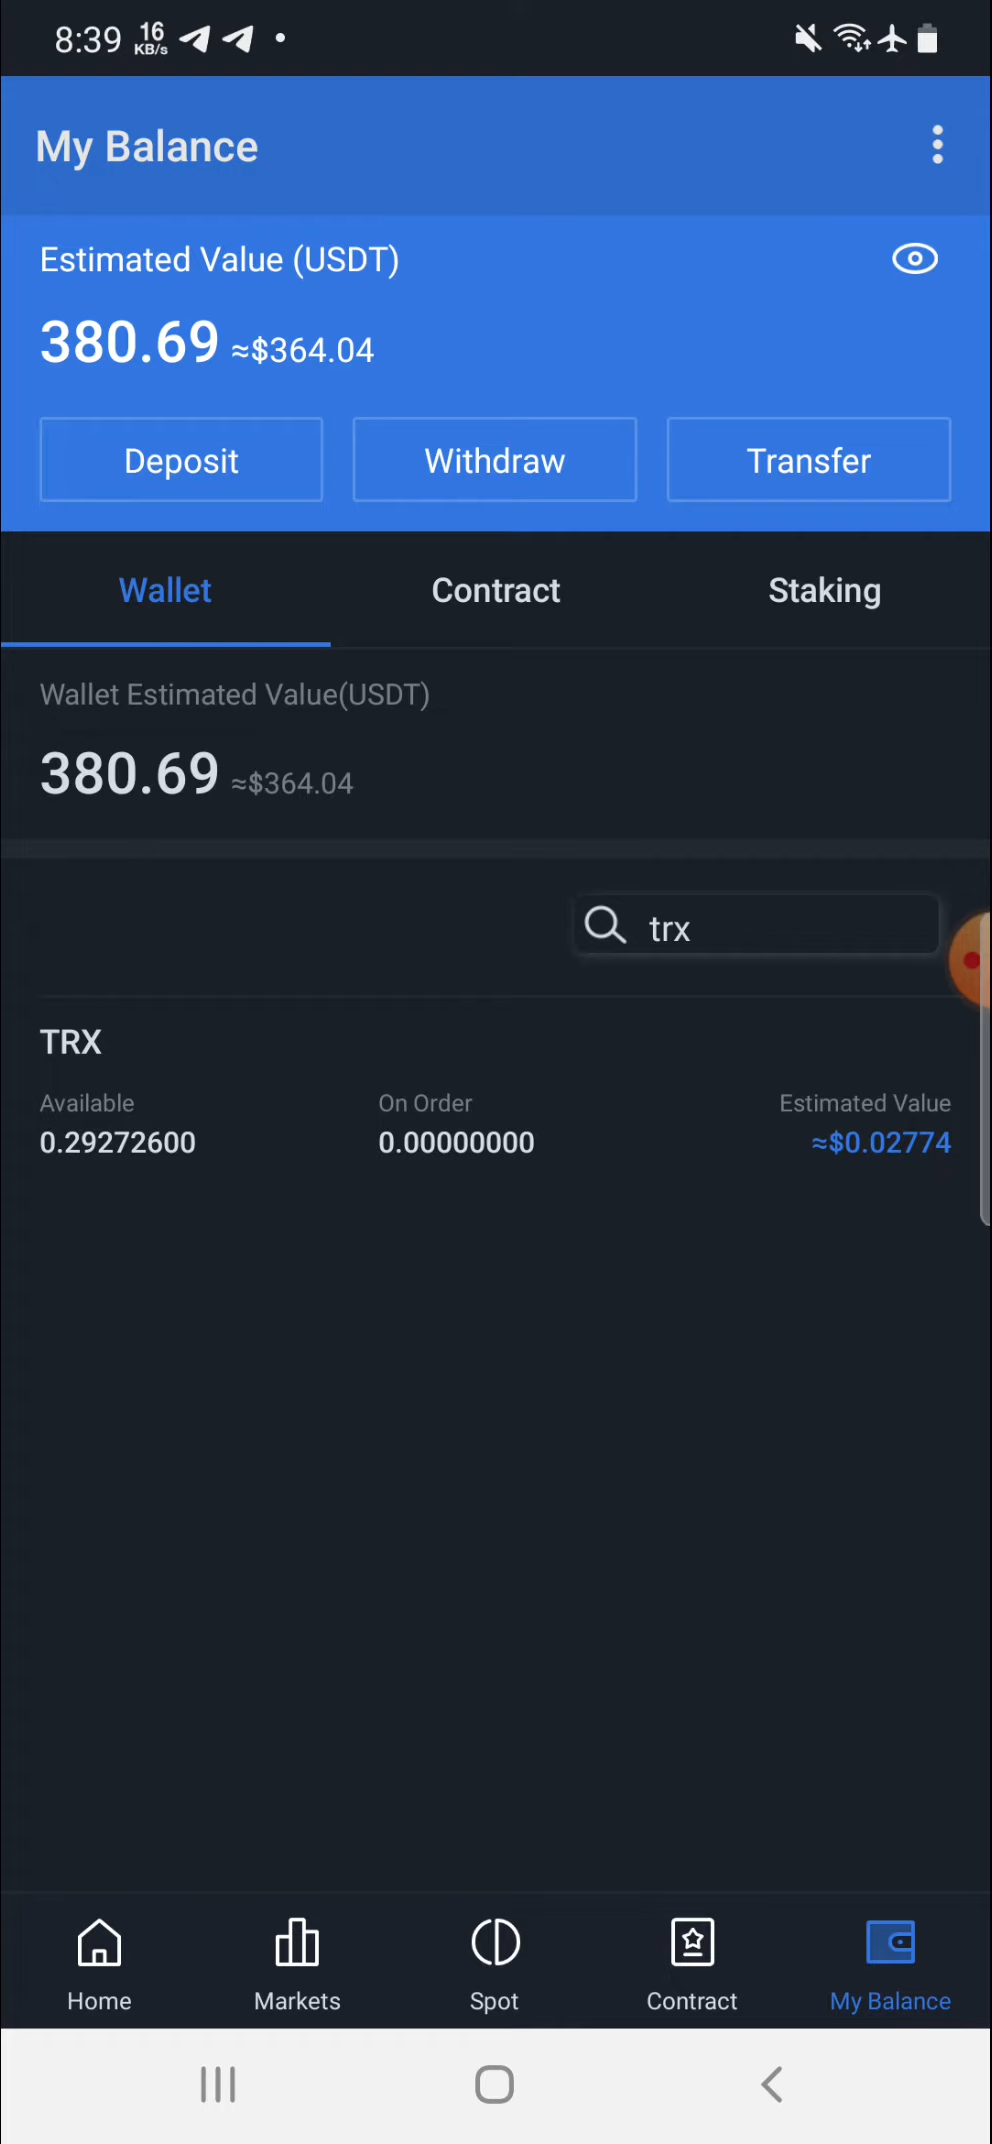 8:39 16 KB/s
My Balance
Estimated Value (USDT)
380.69 ≈$364.04
Deposit Withdraw Transfer
Wallet Contract Staking
Wallet Estimated Value(USDT)
380.69 ≈$364.04
trx
TRX
Available On Order Estimated Value
0.29272600 0.00000000 ≈$0.02774
Home Markets Spot Contract My Balance